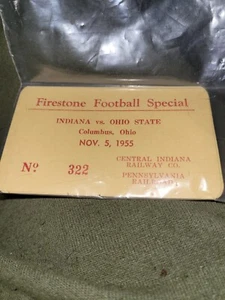 Firestone Football Special
INDIANA vs. OHIO STATE
Columbus, Ohio
NOV. 5, 1955
No 322
CENTRAL INDIANA
RAILWAY CO.
PENNSYLVANIA
RAILROAD